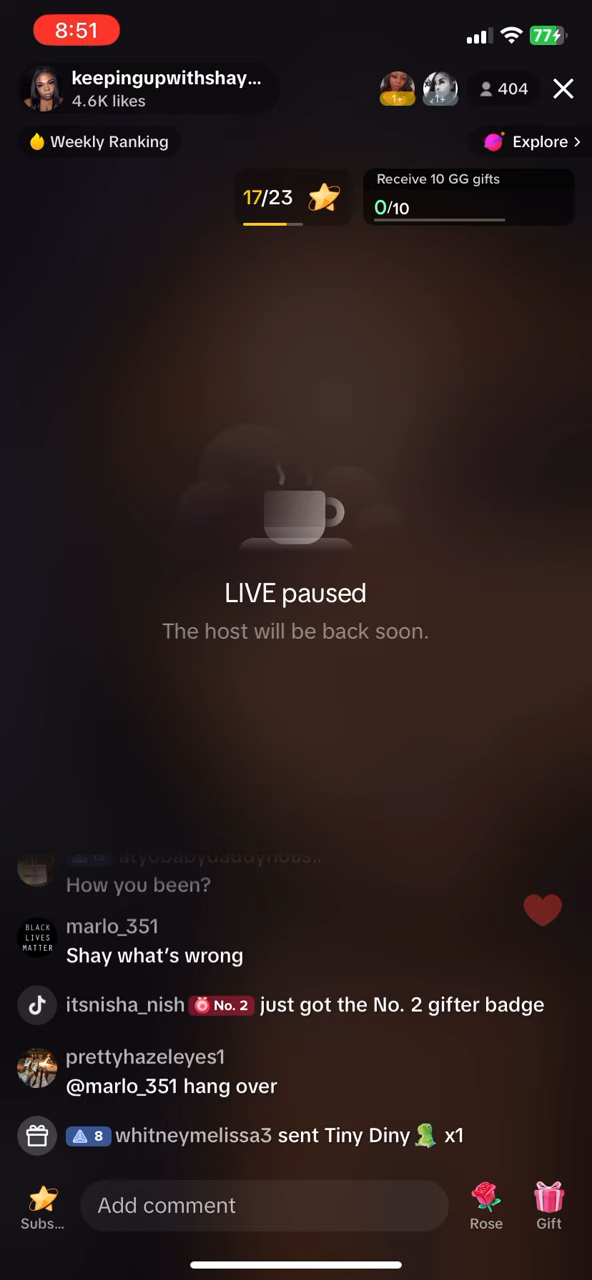 8:51
77
keepingupwithshay...
4.6K likes
1+
1+
404
Weekly Ranking
Explore >
17/23
Receive 10 GG gifts
0/10
LIVE paused
The host will be back soon.
How you been?
BLACK
LIVES
MATTER
marlo_351
Shay what's wrong
itsnisha_nish No. 2 just got the No. 2 gifter badge
prettyhazeleyes1
@marlo_351 hang over
8 whitneymelissa3 sent Tiny Diny x1
Subs...
Add comment
Rose
Gift